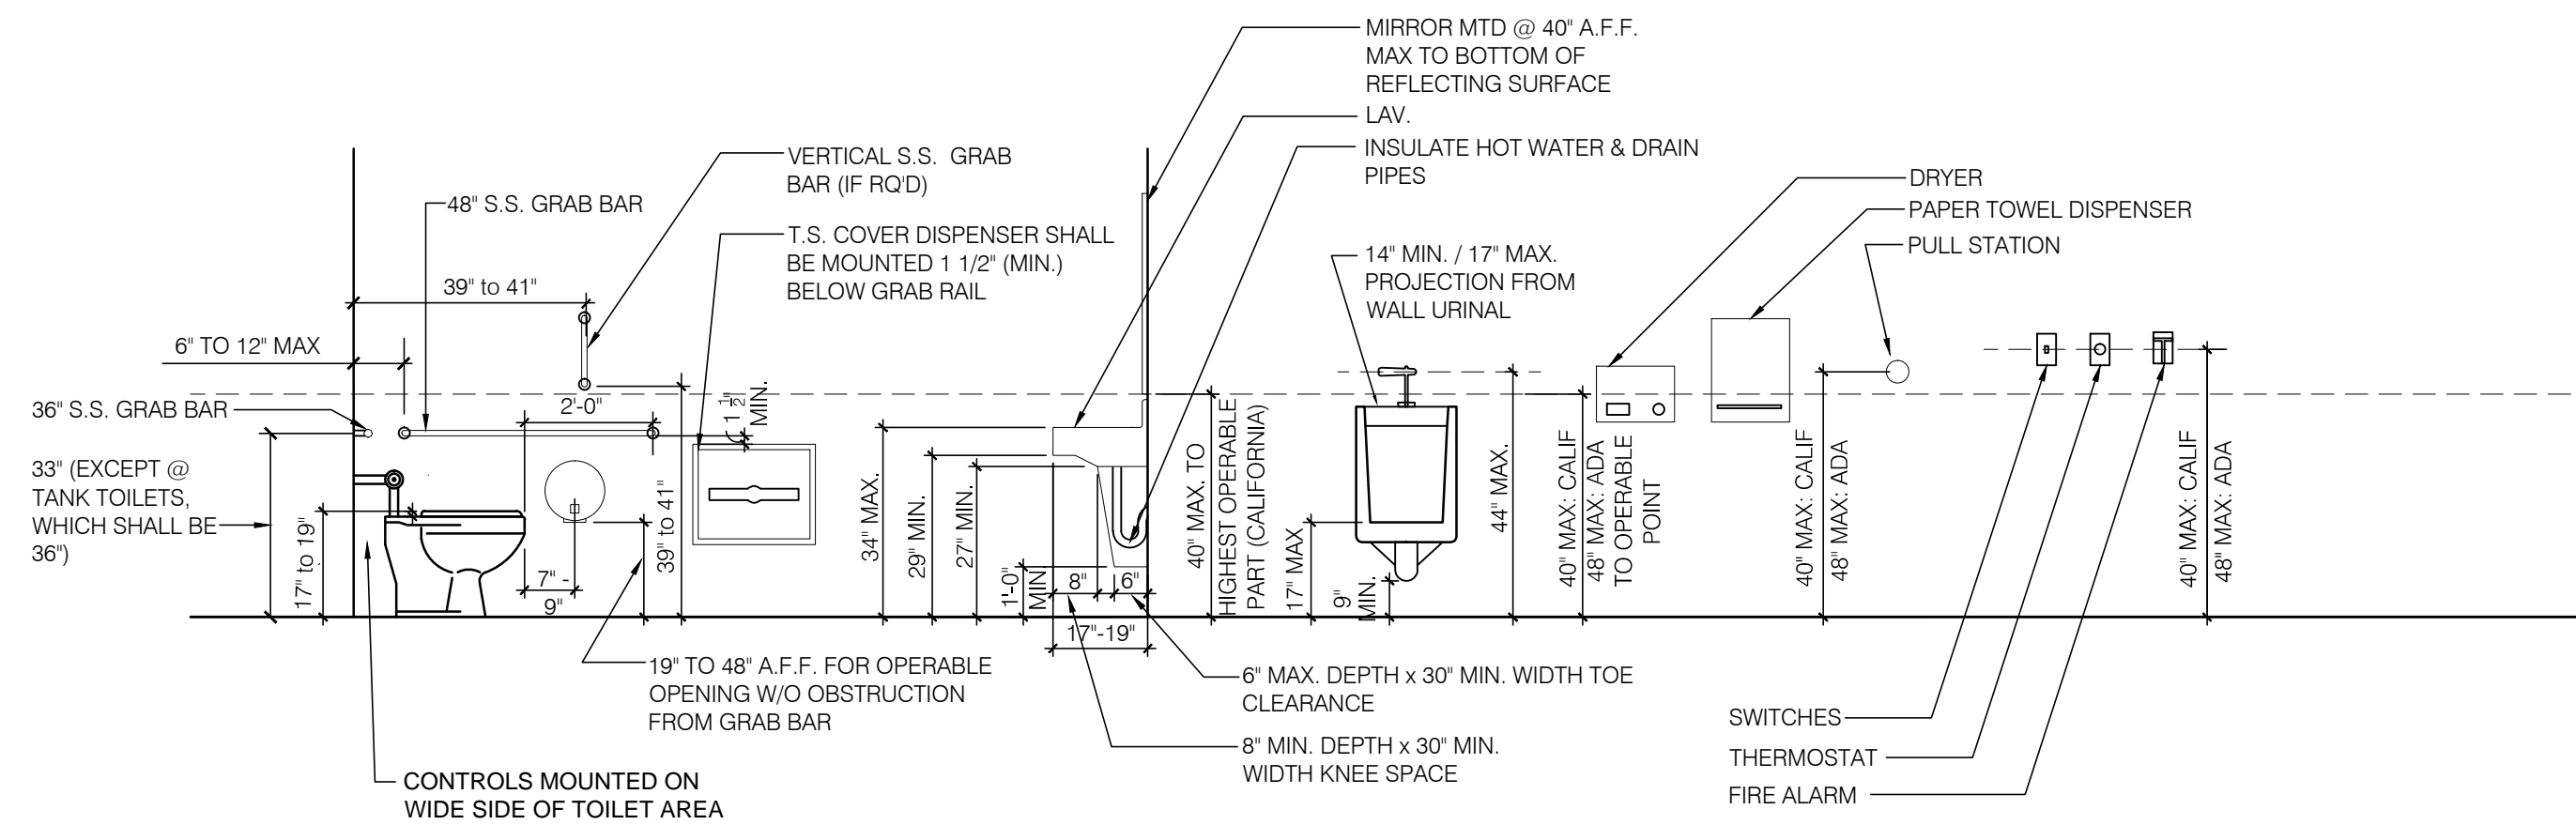 MIRROR MTD @ 40" A.F.F.
MAX TO BOTTOM OF
REFLECTING SURFACE
LAV.
INSULATE HOT WATER & DRAIN
PIPES
VERTICAL S.S. GRAB
BAR (IF RQ'D)
48" S.S. GRAB BAR
T.S. COVER DISPENSER SHALL
BE MOUNTED 1 1/2" (MIN.)
BELOW GRAB RAIL
39" to 41"
6" TO 12" MAX
36" S.S. GRAB BAR
33" (EXCEPT @
TANK TOILETS,
WHICH SHALL BE
36")
17" to 19"
2'-0"
1 1/2"
MIN.
7" -
9"
39" to 41"
19" TO 48" A.F.F. FOR OPERABLE
OPENING W/O OBSTRUCTION
FROM GRAB BAR
CONTROLS MOUNTED ON
WIDE SIDE OF TOILET AREA
34" MAX.
29" MIN.
27" MIN.
1'-0"
MIN.
8"
6"
17"-19"
40" MAX. TO
HIGHEST OPERABLE
PART (CALIFORNIA)
6" MAX. DEPTH x 30" MIN. WIDTH TOE
CLEARANCE
8" MIN. DEPTH x 30" MIN.
WIDTH KNEE SPACE
14" MIN. / 17" MAX.
PROJECTION FROM
WALL URINAL
17" MAX
9"
MIN.
44" MAX.
DRYER
PAPER TOWEL DISPENSER
PULL STATION
40" MAX: CALIF
48" MAX: ADA
TO OPERABLE
POINT
40" MAX: CALIF
48" MAX: ADA
40" MAX: CALIF
48" MAX: ADA
SWITCHES
THERMOSTAT
FIRE ALARM